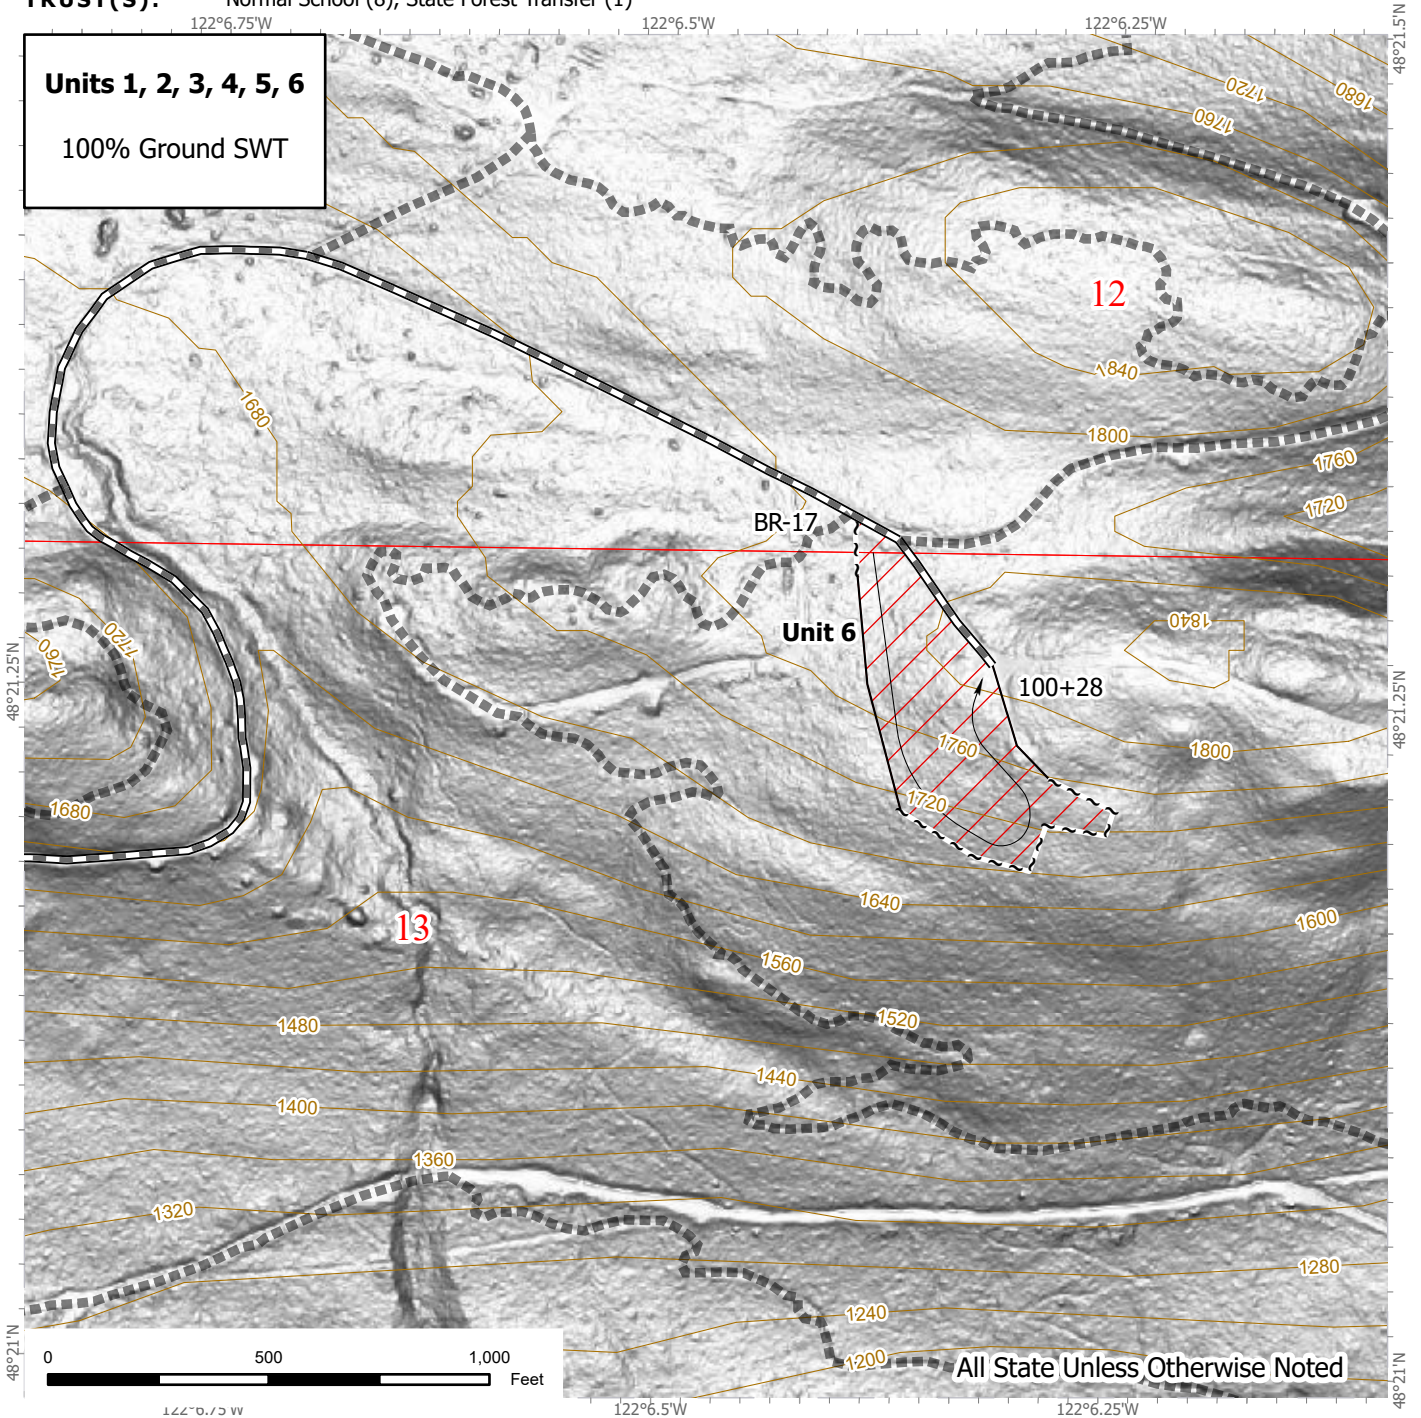 TRUST(S): Normal School (8), State Forest Transfer (1)
122°6.75'W 122°6.5'W 122°6.25'W
48°21.5'N
Units 1, 2, 3, 4, 5, 6
100% Ground SWT
1720
1680
1760
12
1840
1680
1800
1760
1720
BR-17
1840
Unit 6
1720
1760
48°21.25'N
48°21.25'N
100+28
1760
1800
1720
1680
1640
1600
13
1560
1520
1480
1440
1400
1360
1320
1280
1240
1200
48°21'N
48°21'N
0 500 1,000
Feet
All State Unless Otherwise Noted
122°6.75'W 122°6.5'W 122°6.25'W